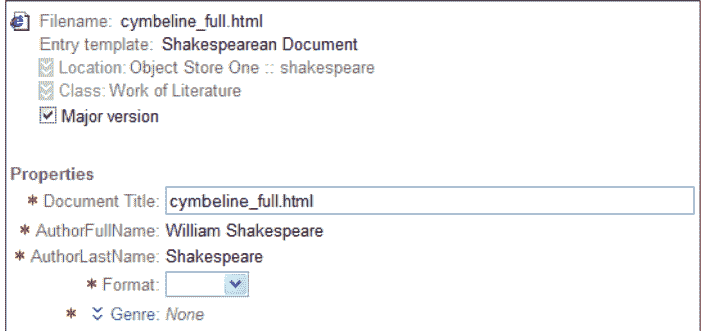 Filename: cymbeline_full.html
Entry template: Shakespearean Document
Location: Object Store One :: shakespeare
Class: Work of Literature
Major version
Properties
* Document Title: cymbeline_full.html
* AuthorFullName: William Shakespeare
* AuthorLastName: Shakespeare
* Format:
* Genre: None